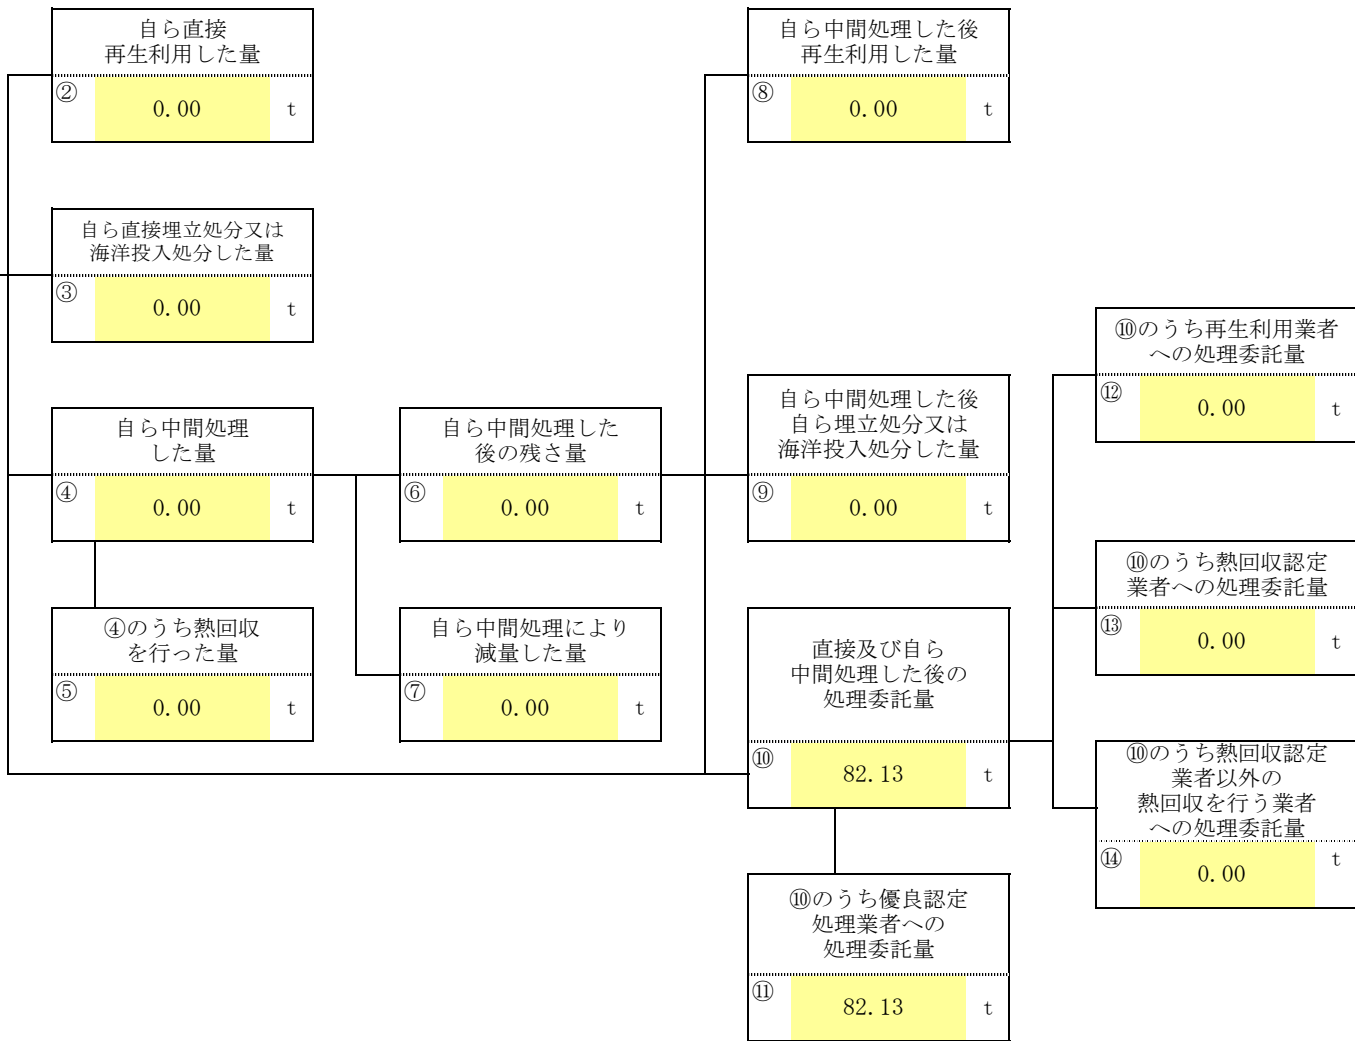 自ら直接
再生利用した量
②
0.00
t
自ら直接埋立処分又は
海洋投入処分した量
③
0.00
t
自ら中間処理
した量
④
0.00
t
④のうち熱回収
を行った量
⑤
0.00
t
自ら中間処理した
後の残さ量
⑥
0.00
t
自ら中間処理により
減量した量
⑦
0.00
t
自ら中間処理した後
再生利用した量
⑧
0.00
t
自ら中間処理した後
自ら埋立処分又は
海洋投入処分した量
⑨
0.00
t
直接及び自ら
中間処理した後の
処理委託量
⑩
82.13
t
⑩のうち優良認定
処理業者への
処理委託量
⑪
82.13
t
⑩のうち再生利用業者
への処理委託量
⑫
0.00
t
⑩のうち熱回収認定
業者への処理委託量
⑬
0.00
t
⑩のうち熱回収認定
業者以外の
熱回収を行う業者
への処理委託量
⑭
0.00
t